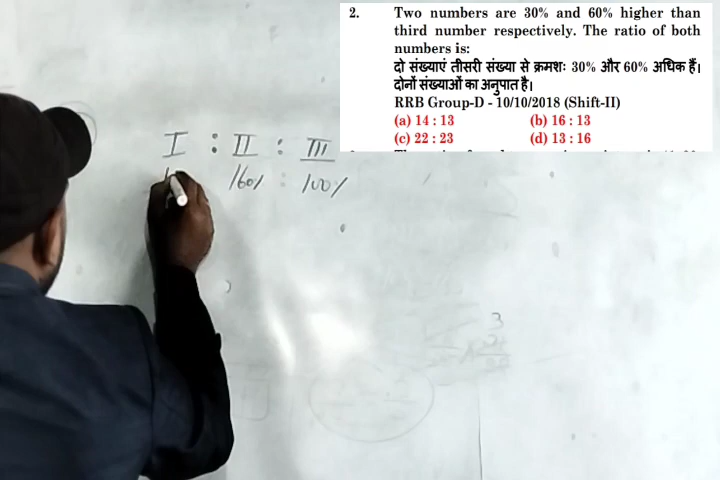 2. Two numbers are 30% and 60% higher than
third number respectively. The ratio of both
numbers is:
दो संख्याएं तीसरी संख्या से क्रमशः 30% और 60% अधिक हैं।
दोनों संख्याओं का अनुपात है।
RRB Group-D - 10/10/2018 (Shift-II)
(a) 14 : 13 (b) 16 : 13
(c) 22 : 23 (d) 13 : 16
I : II : III
160% : 100%